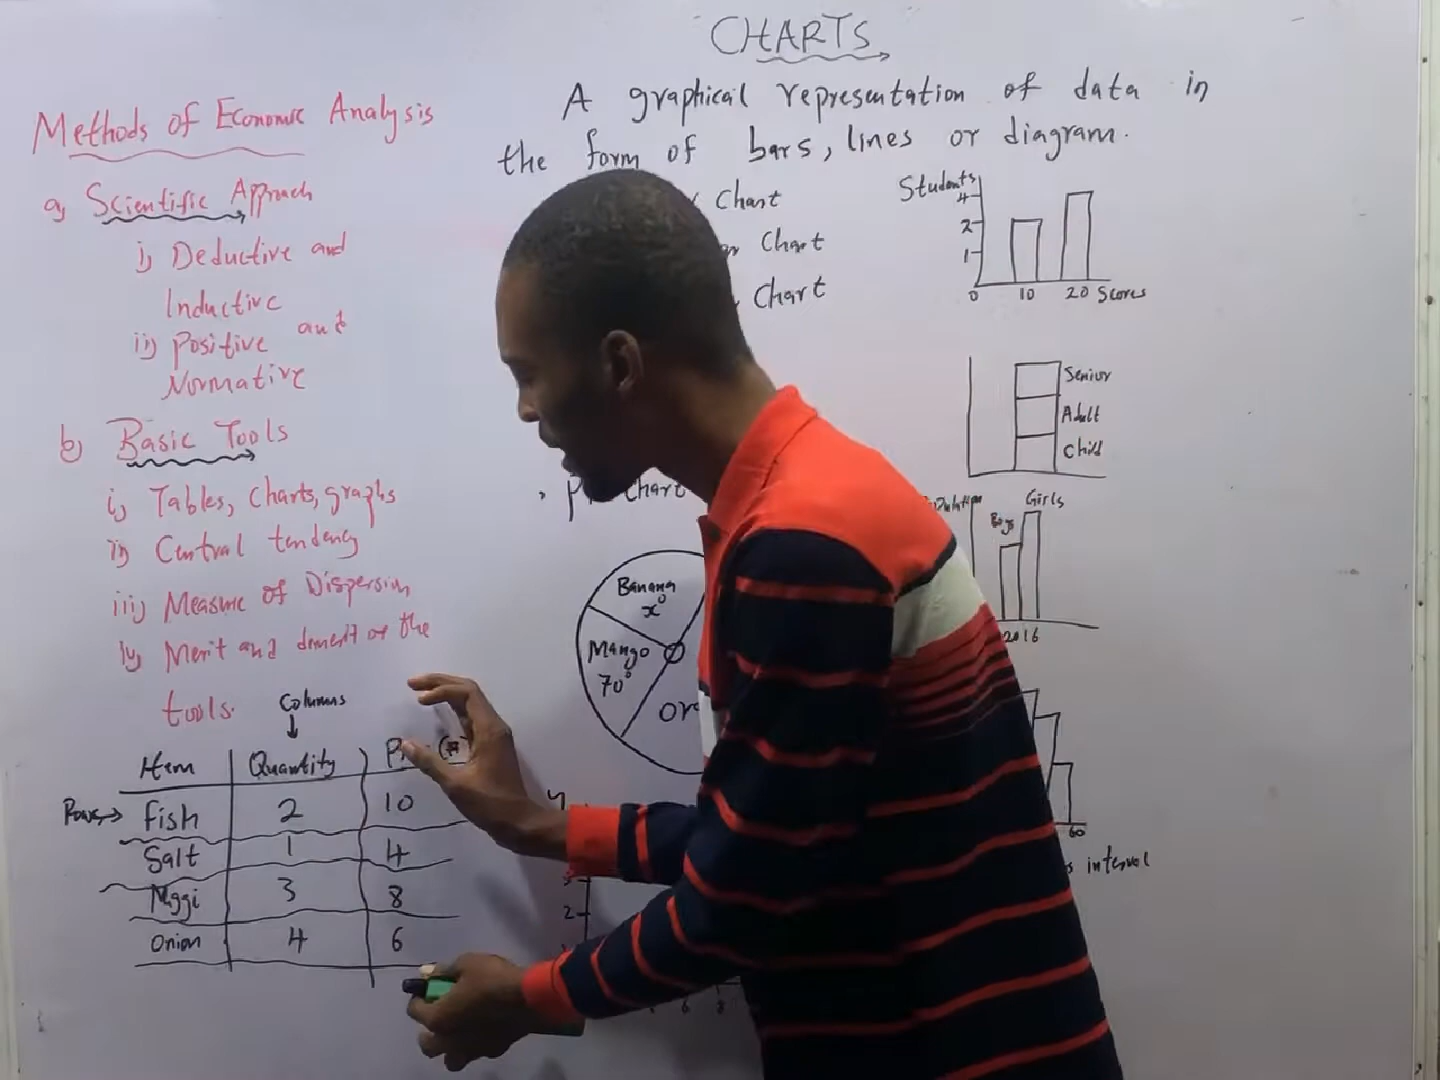 CHARTS
A graphical representation of data in
the form of bars, lines or diagram.
Chart
Chart
Chart
Students
4
2
1
0 10 20 Scores
Senior
Adult
Child
Girls
Boys
2016
60
interval
Chart
Banana
x°
Mango
70°
2
6 8
Methods of Economic Analysis
a) Scientific Approach
i) Deductive and
Inductive
ii) Positive and
Normative
b) Basic Tools
i) Tables, Charts, graphs
ii) Central tendency
iii) Measure of Dispersion
iv) Merit and demerit of the
tools.
Columns
Item Quantity (₦)
Rows → Fish 2 10
Salt 1 4
Maggi 3 8
Onion 4 6